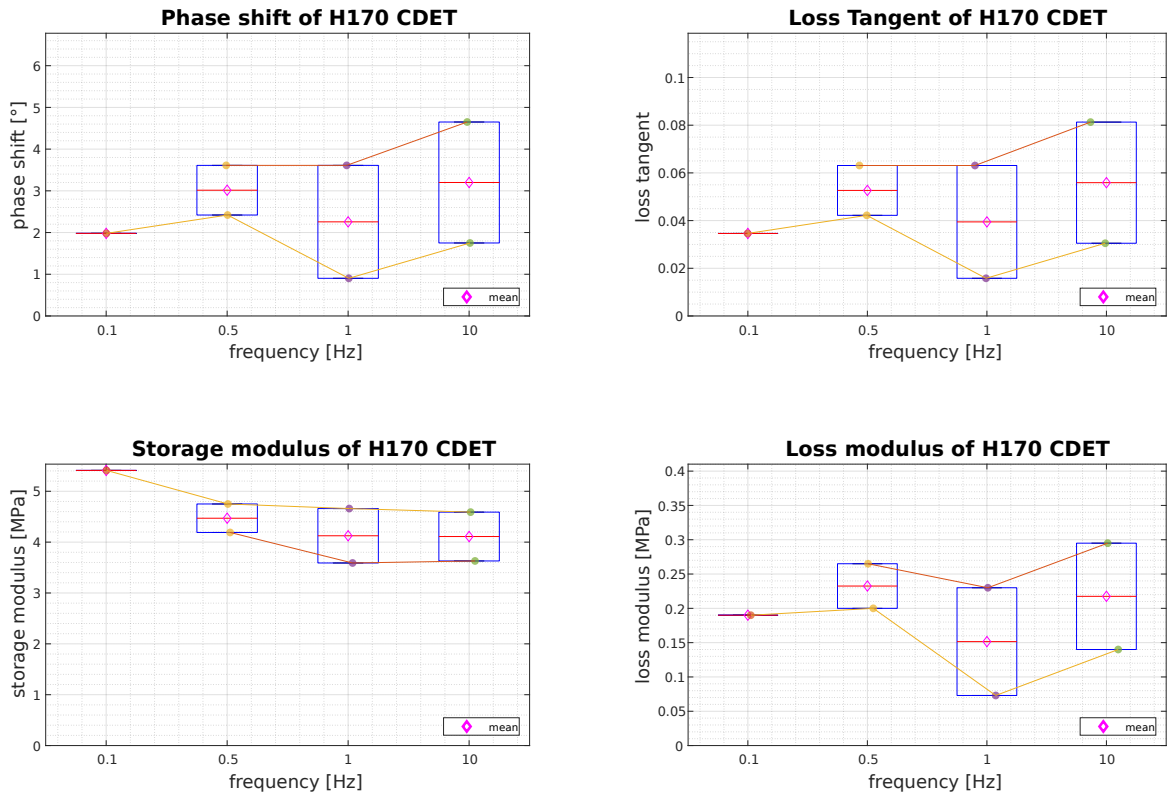 Phase shift of H170 CDET
phase shift [°]
6
5
4
3
2
1
0
0.1
0.5
1
10
frequency [Hz]
mean
Loss Tangent of H170 CDET
loss tangent
0.1
0.08
0.06
0.04
0.02
0
0.1
0.5
1
10
frequency [Hz]
mean
Storage modulus of H170 CDET
storage modulus [MPa]
5
4
3
2
1
0
0.1
0.5
1
10
frequency [Hz]
mean
Loss modulus of H170 CDET
loss modulus [MPa]
0.4
0.35
0.3
0.25
0.2
0.15
0.1
0.05
0
0.1
0.5
1
10
frequency [Hz]
mean